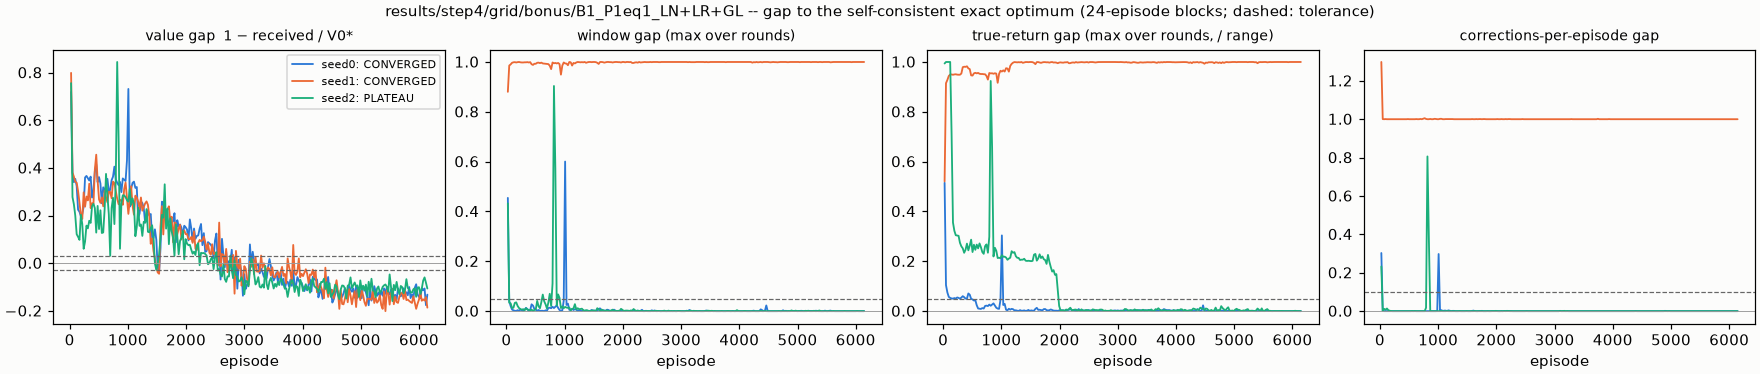 results/step4/grid/bonus/B1_P1eq1_LN+LR+GL -- gap to the self-consistent exact optimum (24-episode blocks; dashed: tolerance)
value gap  1 − received / V0*
0.8
0.6
0.4
0.2
0.0
−0.2
0 1000 2000 3000 4000 5000 6000
episode
seed0: CONVERGED
seed1: CONVERGED
seed2: PLATEAU
window gap (max over rounds)
1.0
0.8
0.6
0.4
0.2
0.0
0 1000 2000 3000 4000 5000 6000
episode
true-return gap (max over rounds, / range)
1.0
0.8
0.6
0.4
0.2
0.0
0 1000 2000 3000 4000 5000 6000
episode
corrections-per-episode gap
1.2
1.0
0.8
0.6
0.4
0.2
0.0
0 1000 2000 3000 4000 5000 6000
episode